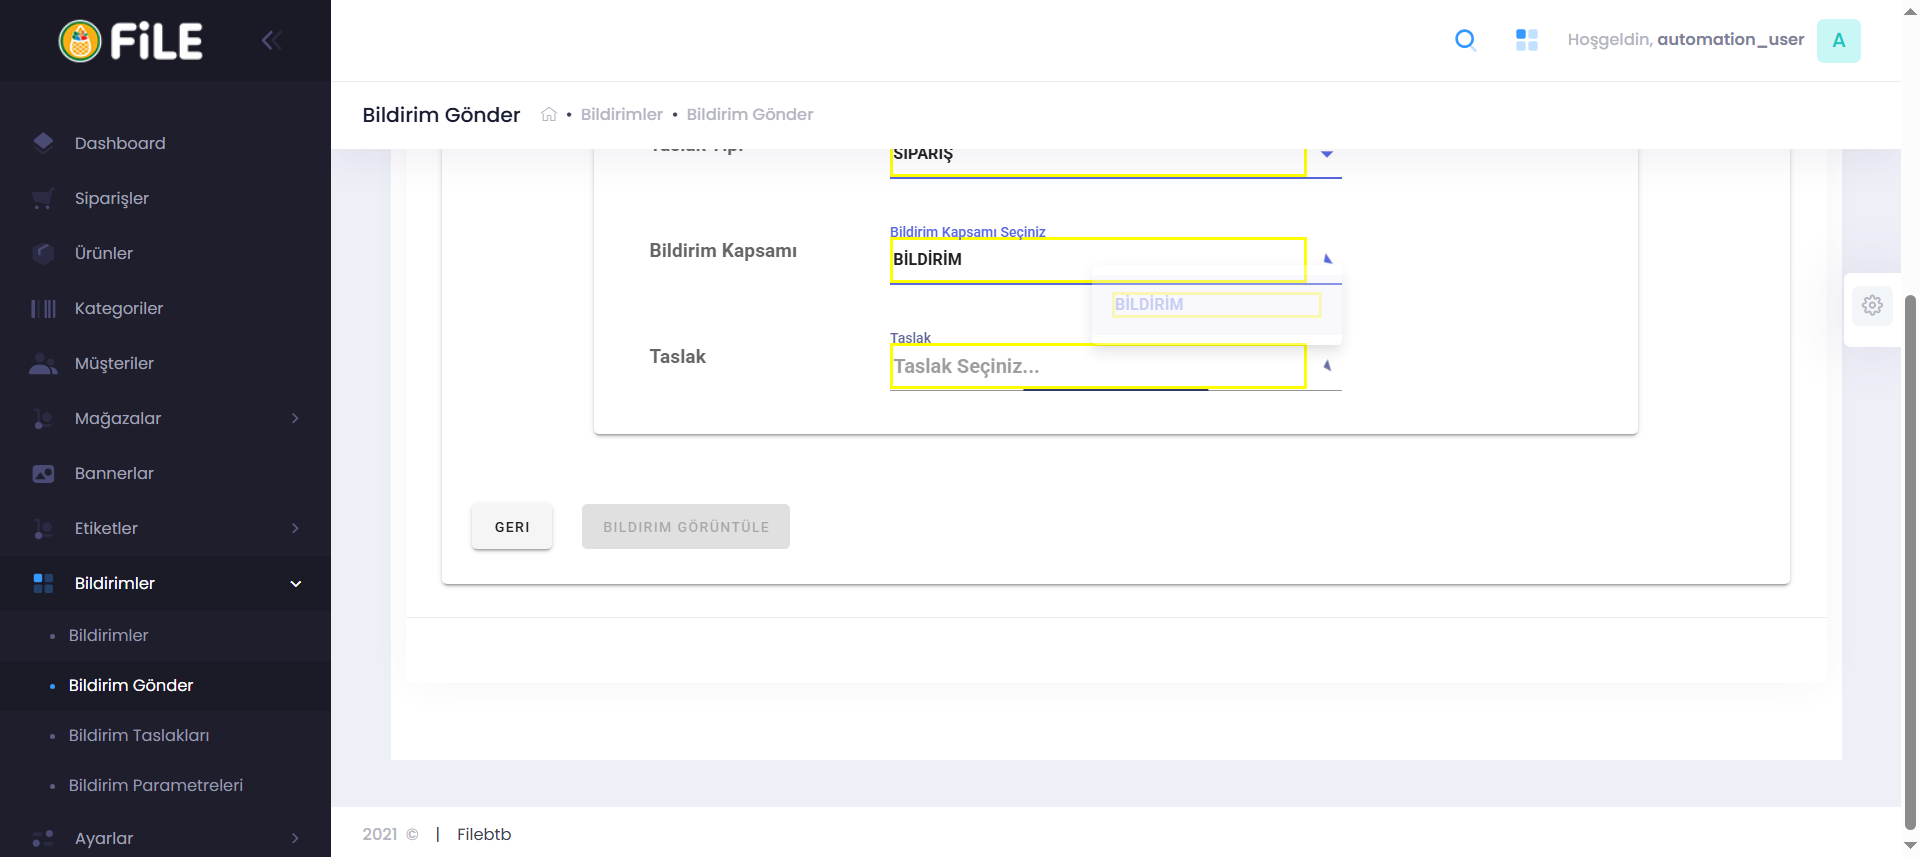 FiLE
Hoşgeldin, automation_user
A
Bildirim Gönder
Bildirimler • Bildirim Gönder
Dashboard
Siparişler
Ürünler
Kategoriler
Müşteriler
Mağazalar
Bannerlar
Etiketler
Bildirimler
Bildirimler
Bildirim Gönder
Bildirim Taslakları
Bildirim Parametreleri
Ayarlar
Taslak Tipi
SİPARİŞ
Bildirim Kapsamı
Bildirim Kapsamı Seçiniz
BİLDİRİM
BİLDİRİM
Taslak
Taslak
Taslak Seçiniz...
GERI
BILDIRIM GÖRÜNTÜLE
2021 © | Filebtb